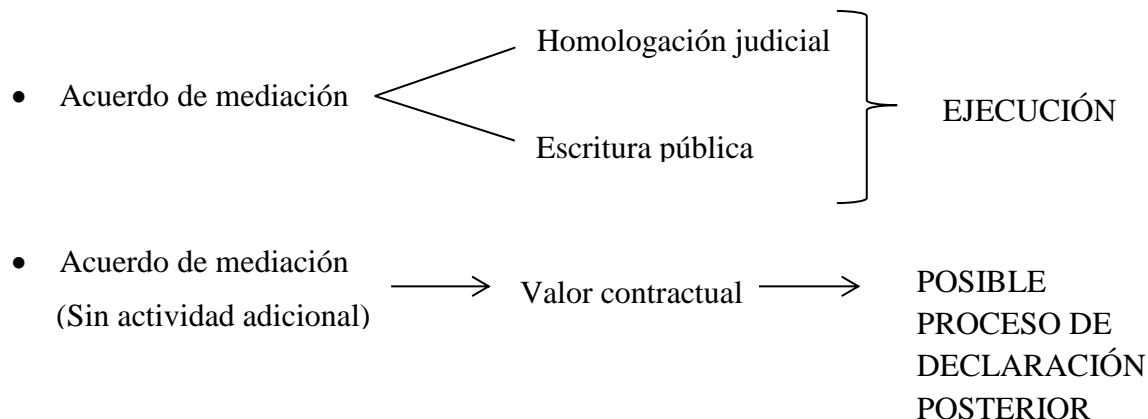 Homologación judicial
• Acuerdo de mediación
EJECUCIÓN
Escritura pública
• Acuerdo de mediación
(Sin actividad adicional)
Valor contractual
POSIBLE
PROCESO DE
DECLARACIÓN
POSTERIOR